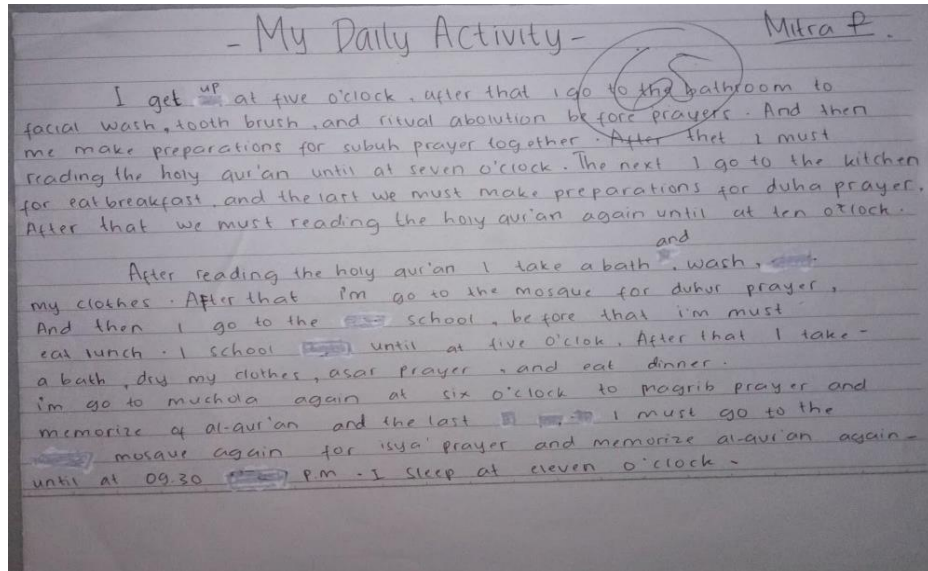 - My Daily Activity -
Mitra P.
I get up at five o'clock. after that i go to the bathroom to
facial wash, tooth brush, and ritual abolution before prayers. And then
me make preparations for subuh prayer together. After thet I must
reading the holy qur'an until at seven o'clock. The next I go to the kitchen
for eat breakfast, and the last we must make preparations for duha prayer.
After that we must reading the holy qur'an again until at ten o'clock.
After reading the holy qur'an I take a bath and wash,
my clothes. After that i'm go to the mosque for duhur prayer,
And then i go to the school, before that i'm must
eat lunch. I school until at five o'clok. After that I take -
a bath, dry my clothes, asar prayer, and eat dinner.
i'm go to muchola again at six o'clock to magrib prayer and
memorize of al-qur'an and the last I must go to the
mosque again for isya' prayer and memorize al-qur'an again -
until at 09.30 p.m. I sleep at eleven o'clock.